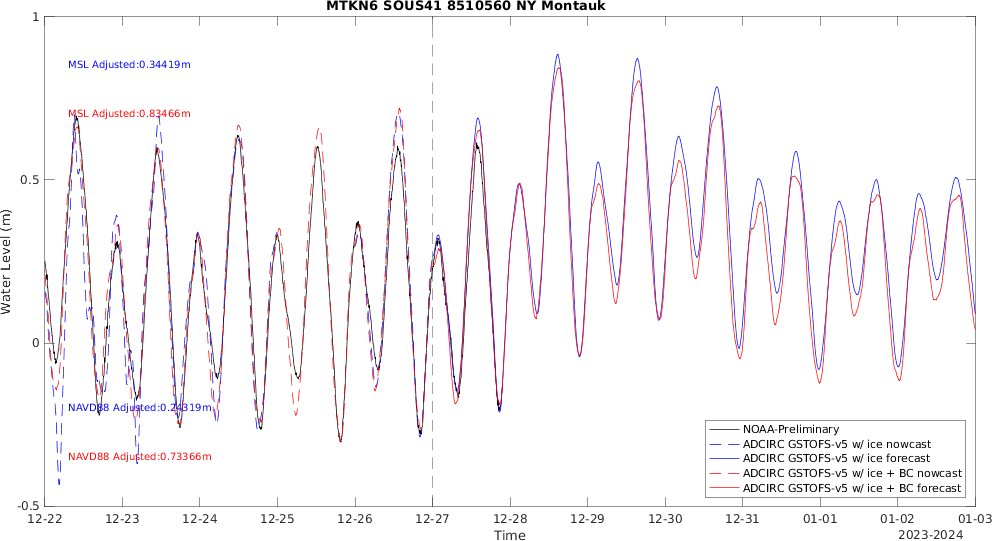 MTKN6 SOUS41 8510560 NY Montauk
1
MSL Adjusted:0.34419m
MSL Adjusted:0.83466m
0.5
Water Level (m)
0
NAVD88 Adjusted:0.24319m
NAVD88 Adjusted:0.73366m
NOAA-Preliminary
ADCIRC GSTOFS-v5 w/ ice nowcast
ADCIRC GSTOFS-v5 w/ ice forecast
ADCIRC GSTOFS-v5 w/ ice + BC nowcast
ADCIRC GSTOFS-v5 w/ ice + BC forecast
-0.5
12-22 12-23 12-24 12-25 12-26 12-27 12-28 12-29 12-30 12-31 01-01 01-02 01-03
Time
2023-2024